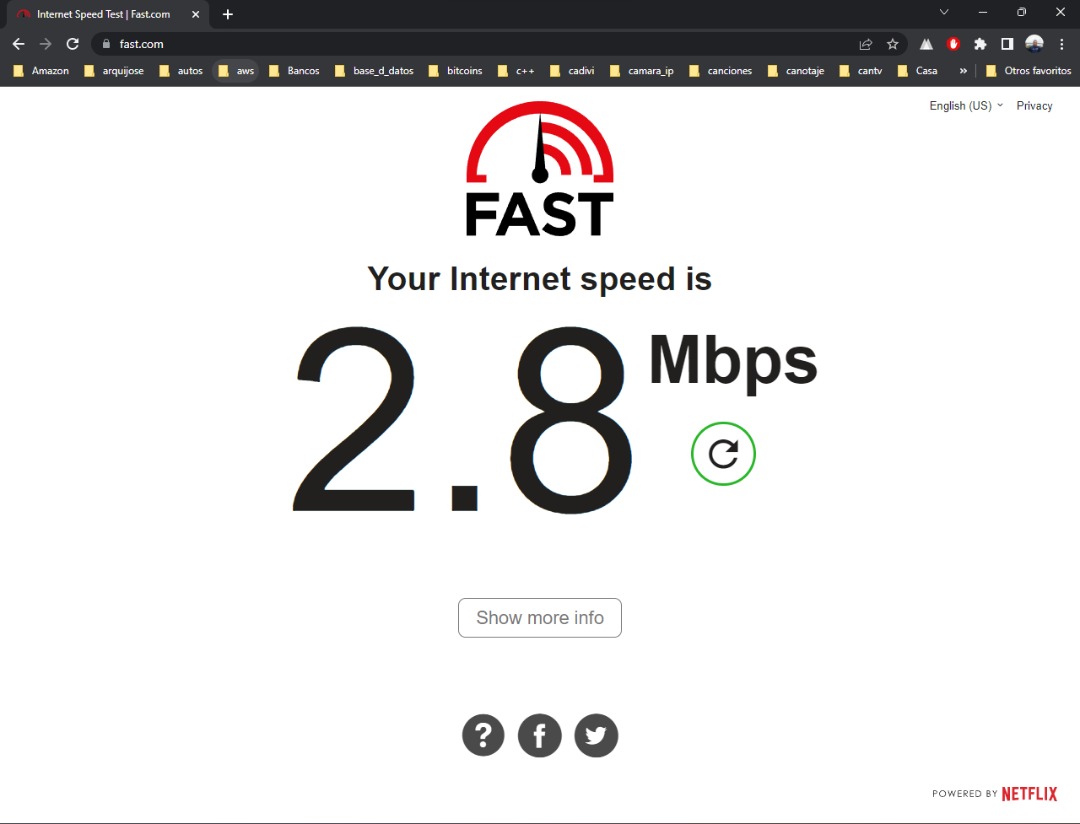 Internet Speed Test | Fast.com
fast.com
Amazon arquijose autos aws Bancos base_d_datos bitcoins c++ cadivi camara_ip canciones canotaje cantv Casa » Otros favoritos
English (US) Privacy
FAST
Your Internet speed is
2.8 Mbps
Show more info
POWERED BY NETFLIX